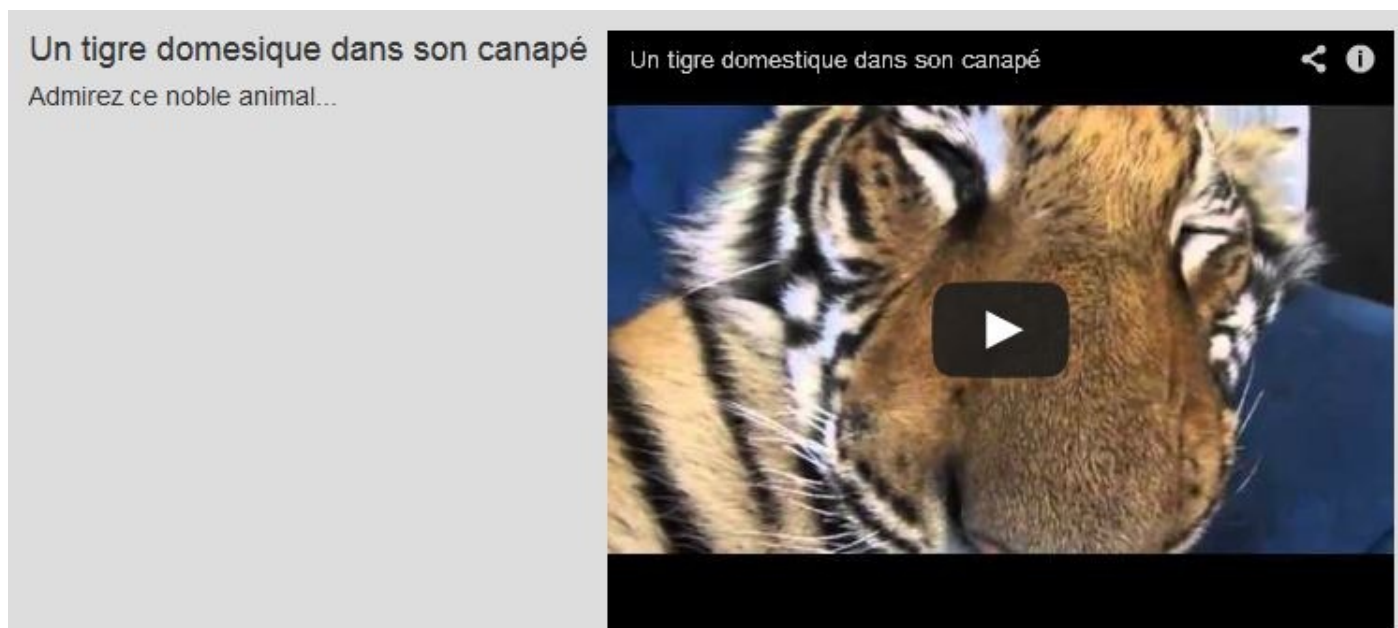 Un tigre domesique dans son canapé
Admirez ce noble animal...
Un tigre domestique dans son canapé